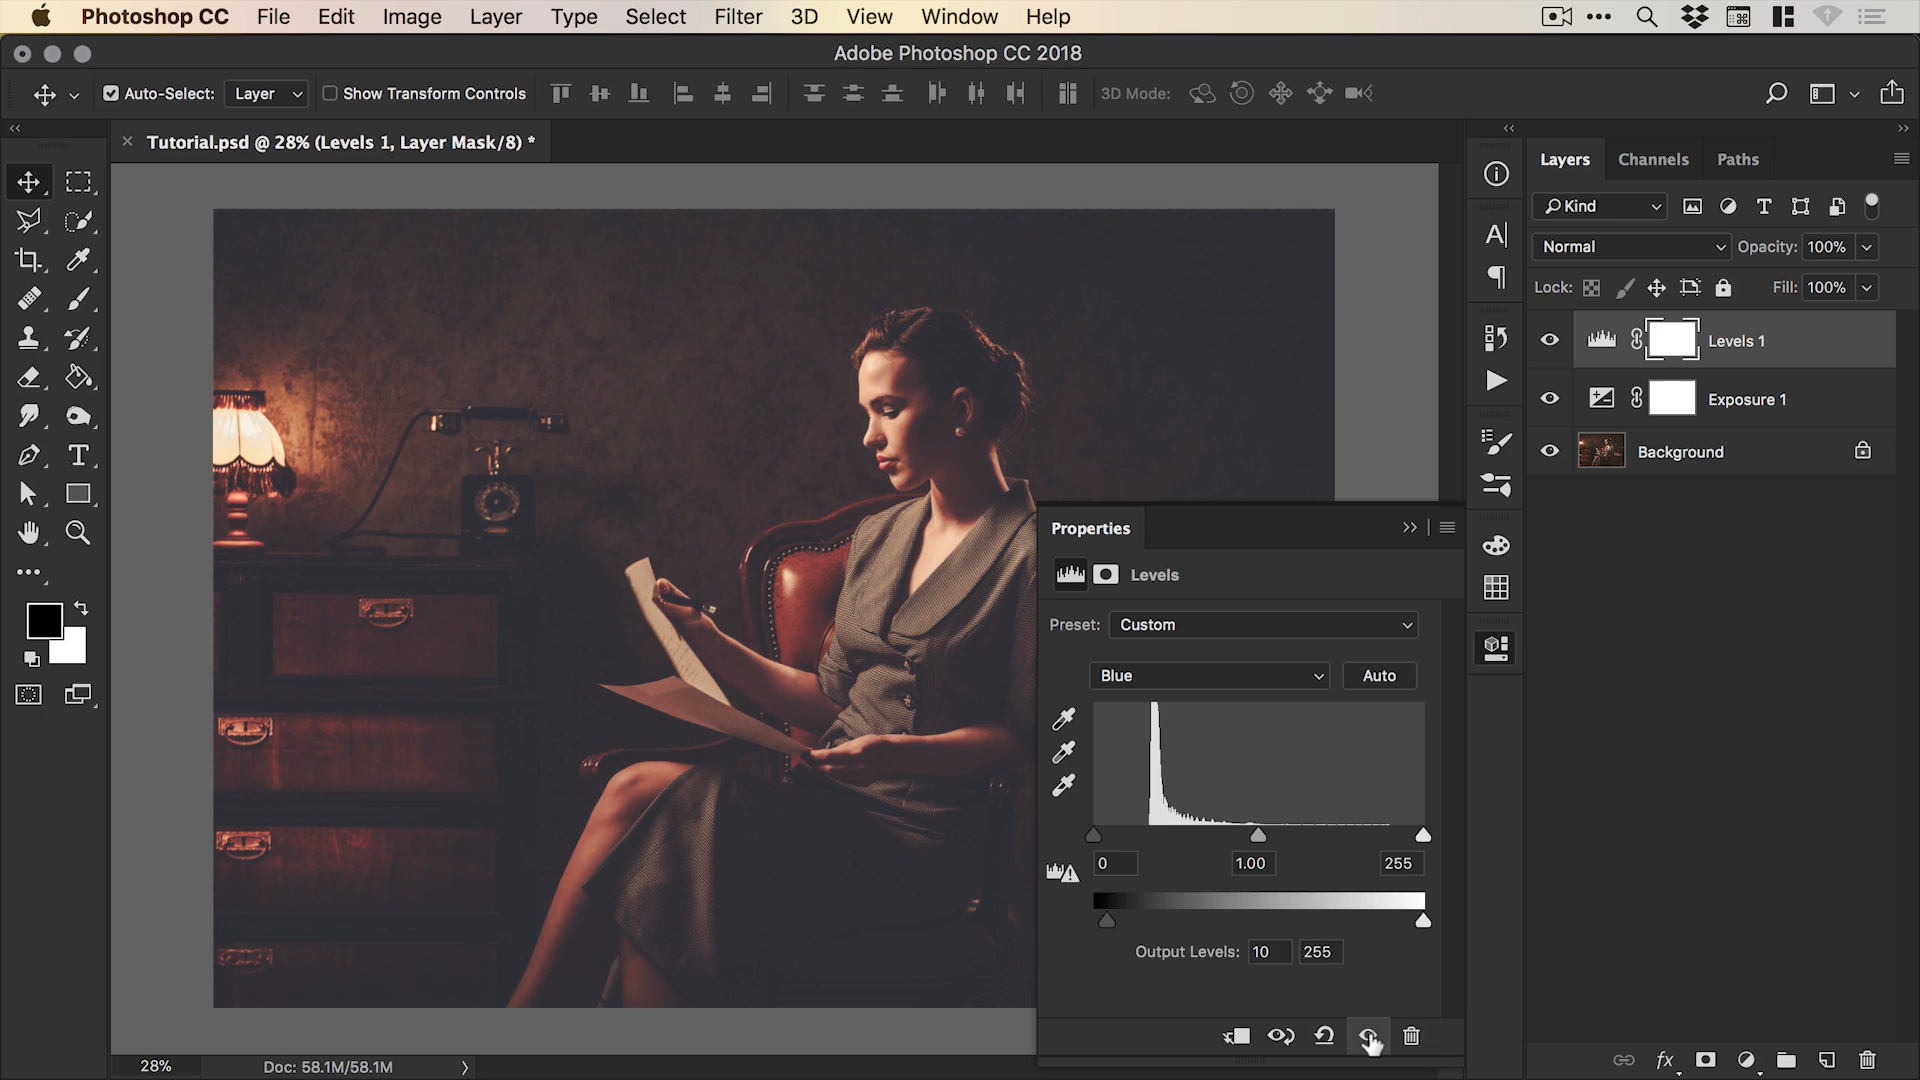 Photoshop CC File Edit Image Layer Type Select Filter 3D View Window Help
Adobe Photoshop CC 2018
Auto-Select: Layer Show Transform Controls 3D Mode:
Tutorial.psd @ 28% (Levels 1, Layer Mask/8) *
Layers Channels Paths
Kind
Normal Opacity: 100%
Lock: Fill: 100%
Levels 1
Exposure 1
Background
Properties
Levels
Preset: Custom
Blue Auto
0 1.00 255
Output Levels: 10 255
28% Doc: 58.1M/58.1M